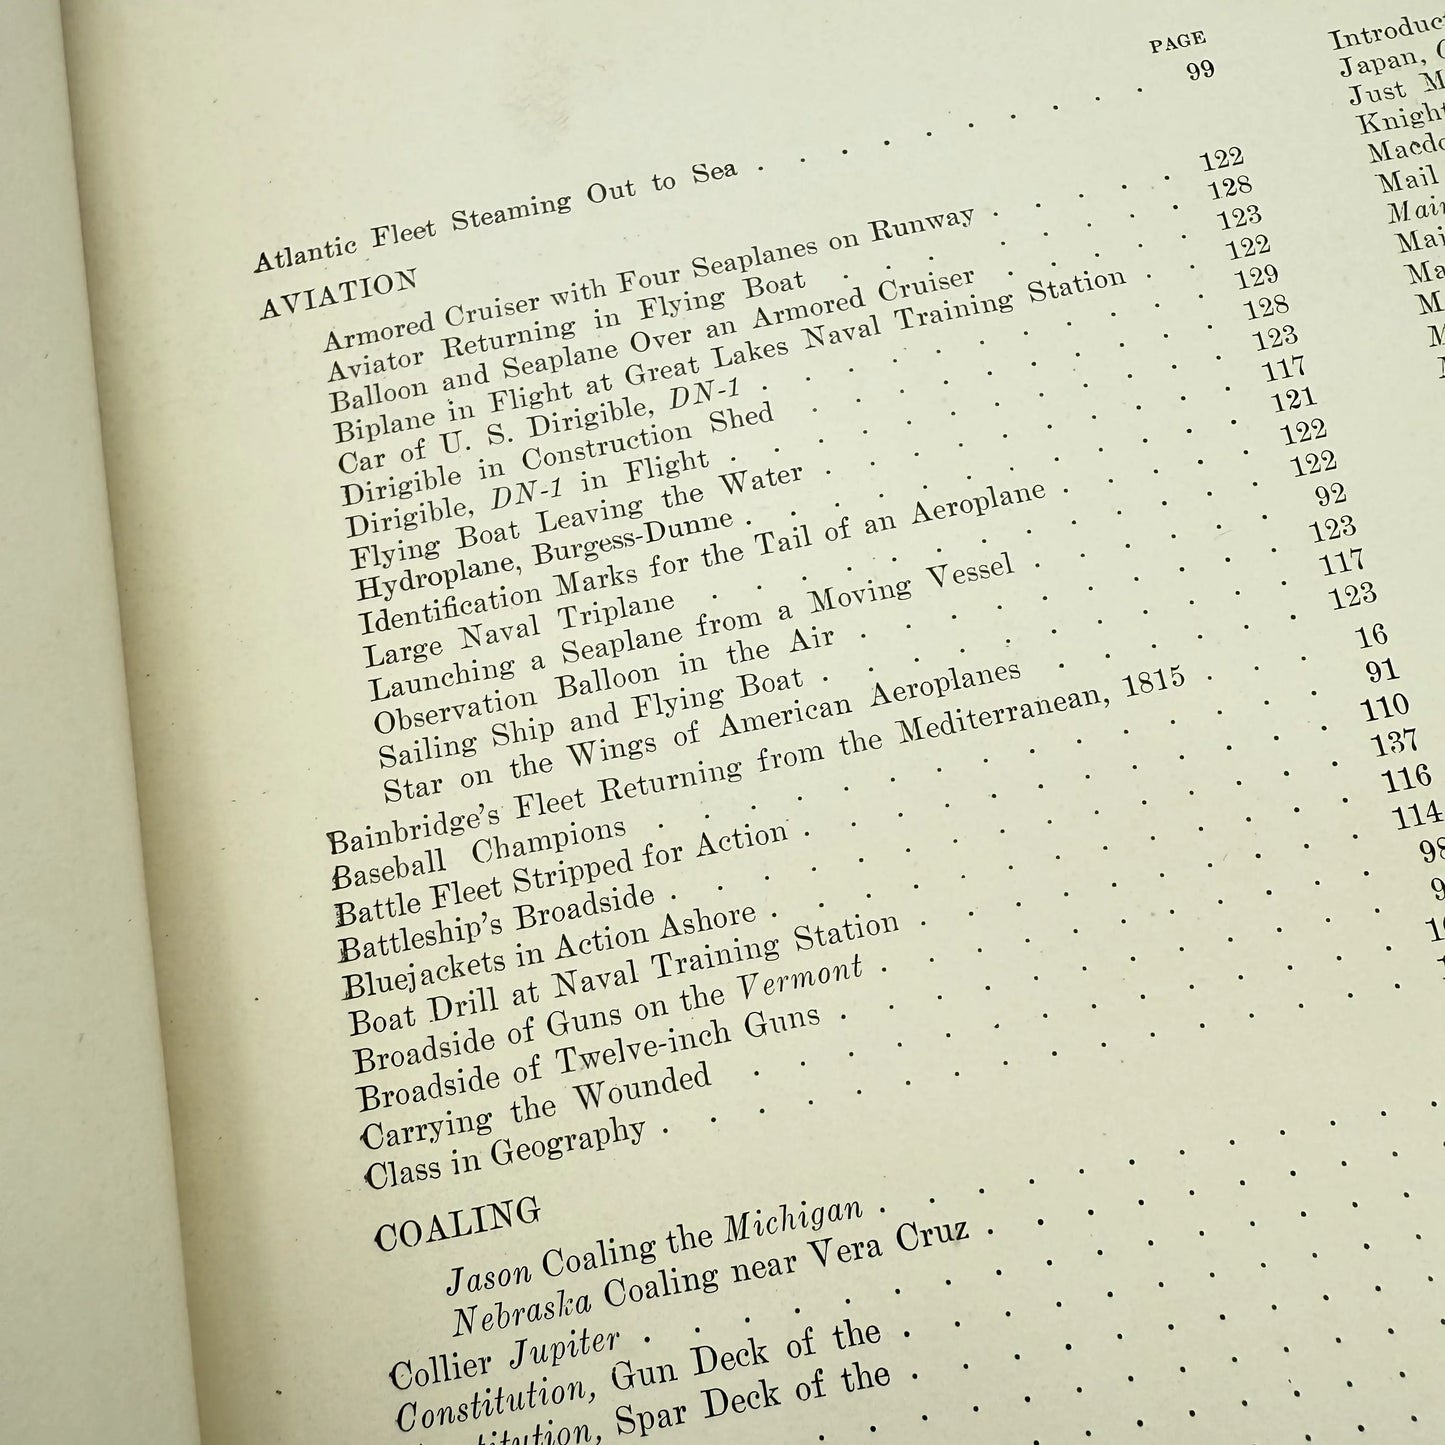 PAGE
Atlantic Fleet Steaming Out to Sea . . . . . . . . 99
AVIATION
Armored Cruiser with Four Seaplanes on Runway . . . . . 122
Aviator Returning in Flying Boat . . . . . . . 128
Balloon and Seaplane Over an Armored Cruiser . . . . . 123
Biplane in Flight at Great Lakes Naval Training Station . . 122
Car of U. S. Dirigible, DN-1 . . . . . . . . . 129
Dirigible in Construction Shed . . . . . . . . 128
Dirigible, DN-1 in Flight . . . . . . . . . . 123
Flying Boat Leaving the Water . . . . . . . . 117
Hydroplane, Burgess-Dunne . . . . . . . . . . 121
Identification Marks for the Tail of an Aeroplane . . . . 122
Large Naval Triplane . . . . . . . . . . . 122
Launching a Seaplane from a Moving Vessel . . . . . 92
Observation Balloon in the Air . . . . . . . . 123
Sailing Ship and Flying Boat . . . . . . . . . 117
Star on the Wings of American Aeroplanes . . . . . 123
Bainbridge's Fleet Returning from the Mediterranean, 1815 . . . 16
Baseball Champions . . . . . . . . . . . . 91
Battle Fleet Stripped for Action . . . . . . . . . . 110
Battleship's Broadside . . . . . . . . . . . . 137
Bluejackets in Action Ashore . . . . . . . . . . . 116
Boat Drill at Naval Training Station . . . . . . . . 114
Broadside of Guns on the Vermont . . . . . . . . 98
Broadside of Twelve-inch Guns . . . . . . . . .
Carrying the Wounded . . . . . . . . . .
Class in Geography . . . . . . . . . .
COALING
Jason Coaling the Michigan . . . . . . . .
Nebraska Coaling near Vera Cruz . . . . . . .
Collier Jupiter . . . . . . . . . . .
Constitution, Gun Deck of the . . . . . . . .
Spar Deck of the . . . . . . . .
Japan,
Just
Mail